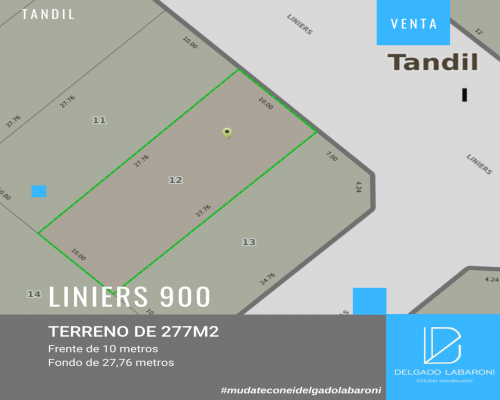 TANDIL
VENTA
LINIERS
12
10.00
Tandil
27.76
10.00
37.76
11
27.76
7.00
LINIERS
12
4.24
27.76
10.00
13
24.76
4.24
14
LINIERS 900
TERRENO DE 277M2
Frente de 10 metros
Fondo de 27,76 metros
DELGADO LABARONI
ESTUDIO INMOBILIARIO
#mudateconeidelgadolabaroni